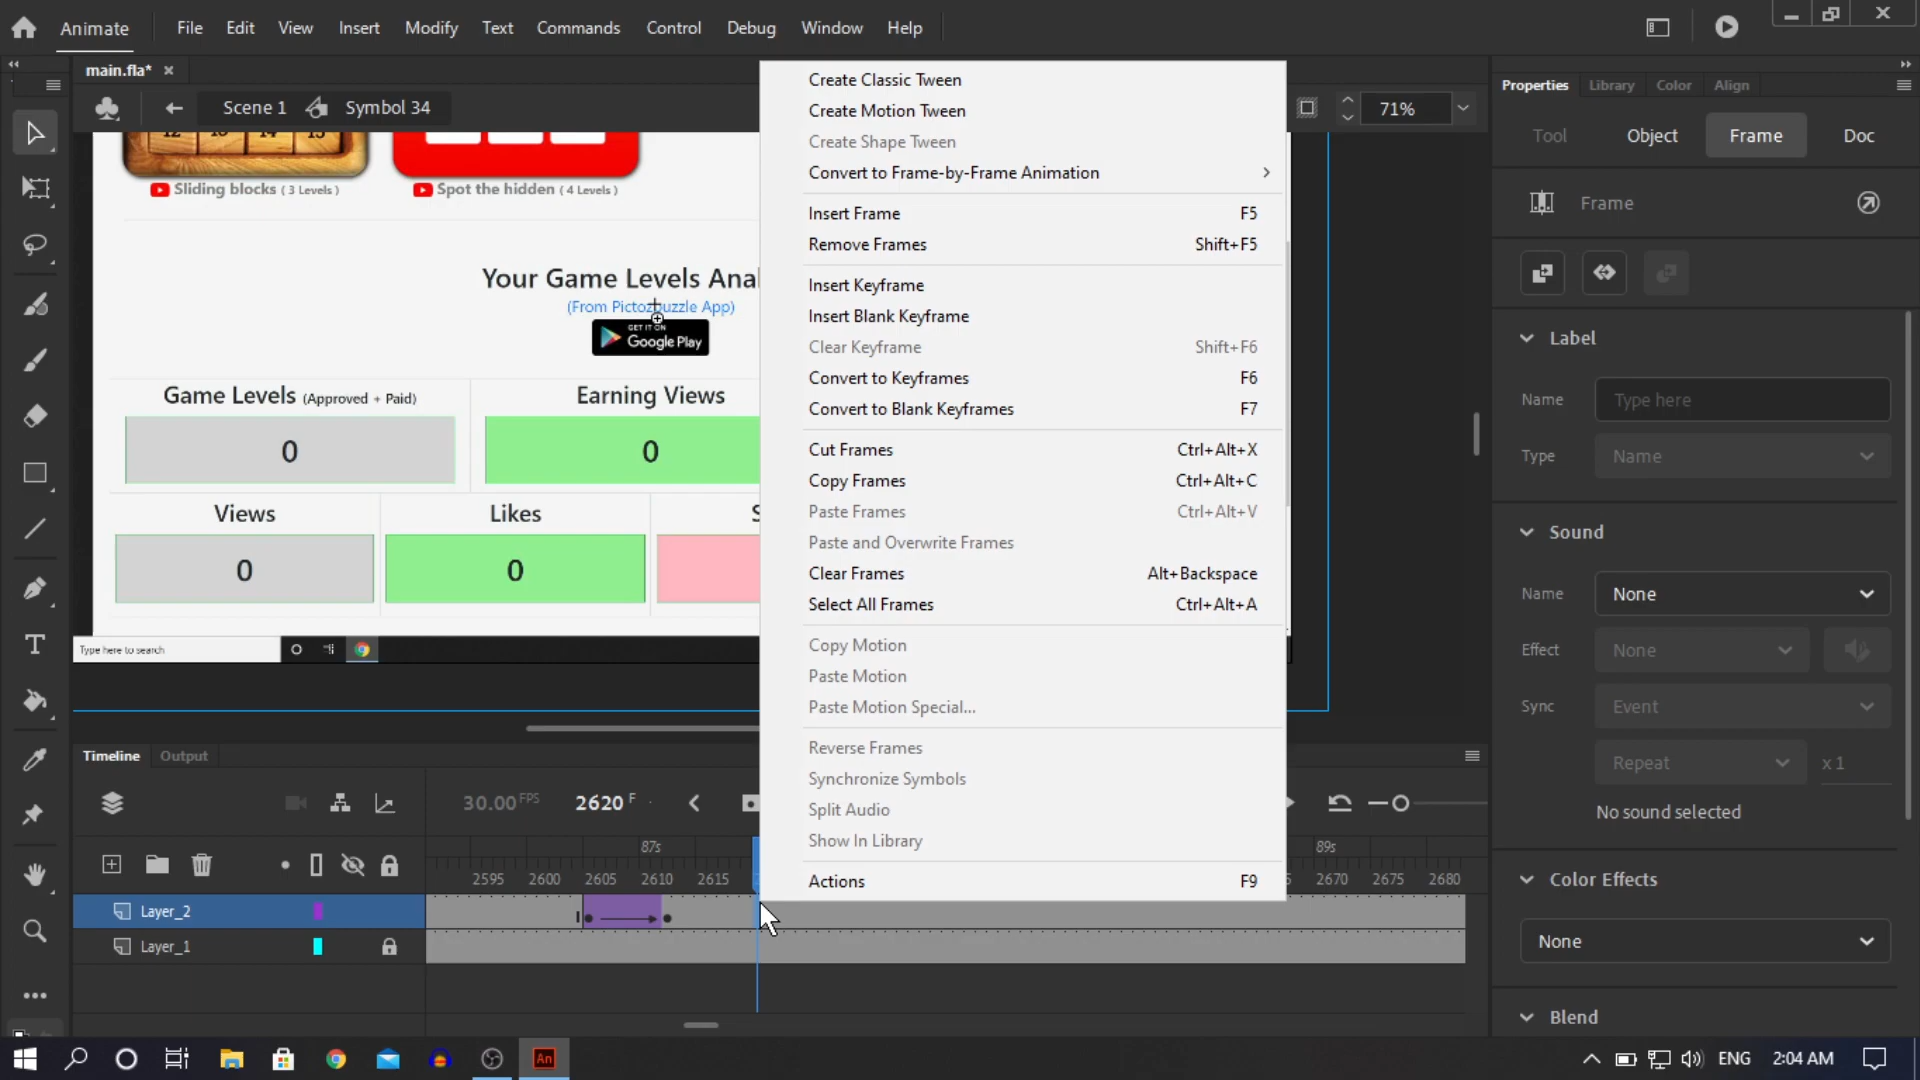 Animate File Edit View Insert Modify Text Commands Control Debug Window Help
main.fla*
Scene 1 Symbol 34
71%
Sliding blocks ( 3 Levels )
Spot the hidden ( 4 Levels )
Your Game Levels Anal
(From Pictozpuzzle App)
GET IT ON
Google Play
Game Levels (Approved + Paid)
Earning Views
0
0
Views
Likes
S
0
0
Type here to search
Create Classic Tween
Create Motion Tween
Create Shape Tween
Convert to Frame-by-Frame Animation
Insert Frame F5
Remove Frames Shift+F5
Insert Keyframe
Insert Blank Keyframe
Clear Keyframe Shift+F6
Convert to Keyframes F6
Convert to Blank Keyframes F7
Cut Frames Ctrl+Alt+X
Copy Frames Ctrl+Alt+C
Paste Frames Ctrl+Alt+V
Paste and Overwrite Frames
Clear Frames Alt+Backspace
Select All Frames Ctrl+Alt+A
Copy Motion
Paste Motion
Paste Motion Special...
Reverse Frames
Synchronize Symbols
Split Audio
Show In Library
Actions F9
Properties Library Color Align
Tool Object Frame Doc
Frame
Label
Name Type here
Type Name
Sound
Name None
Effect None
Sync Event
Repeat x 1
No sound selected
Color Effects
None
Blend
Timeline Output
30.00 FPS 2620 F
87s 89s
2595 2600 2605 2610 2615 2670 2675 2680
Layer_2
Layer_1
An ENG 2:04 AM